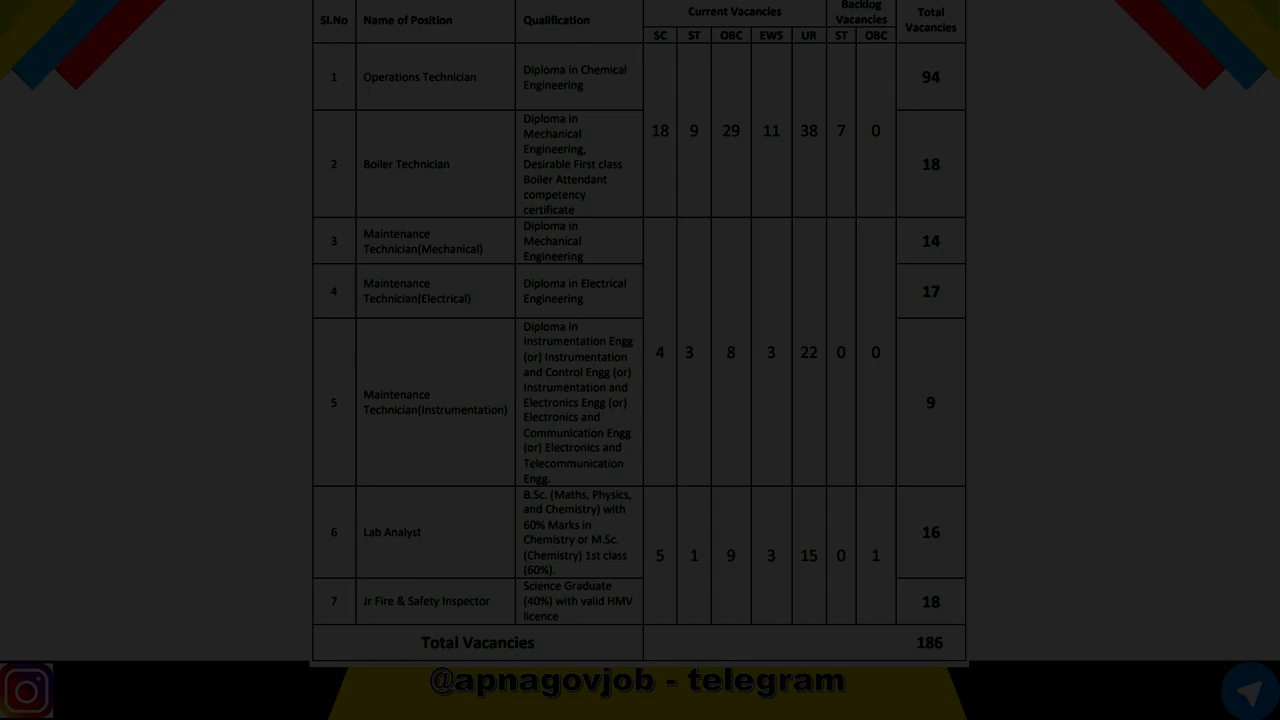 Sl.No Name of Position Qualification Current Vacancies Backlog Vacancies Total Vacancies
SC ST OBC EWS UR ST OBC
1 Operations Technician Diploma in Chemical Engineering 94
18 9 29 11 38 7 0
2 Boiler Technician Diploma in Mechanical Engineering, Desirable First class Boiler Attendant competency certificate 18
3 Maintenance Technician(Mechanical) Diploma in Mechanical Engineering 14
4 Maintenance Technician(Electrical) Diploma in Electrical Engineering 17
4 3 8 3 22 0 0
5 Maintenance Technician(Instrumentation) Diploma in Instrumentation Engg (or) Instrumentation and Control Engg (or) Instrumentation and Electronics Engg (or) Electronics and Communication Engg (or) Electronics and Telecommunication Engg. 9
6 Lab Analyst B.Sc. (Maths, Physics, and Chemistry) with 60% Marks in Chemistry or M.Sc. (Chemistry) 1st class (60%). 16
5 1 9 3 15 0 1
7 Jr Fire & Safety Inspector Science Graduate (40%) with valid HMV licence 18
Total Vacancies 186
@apnagovjob - telegram